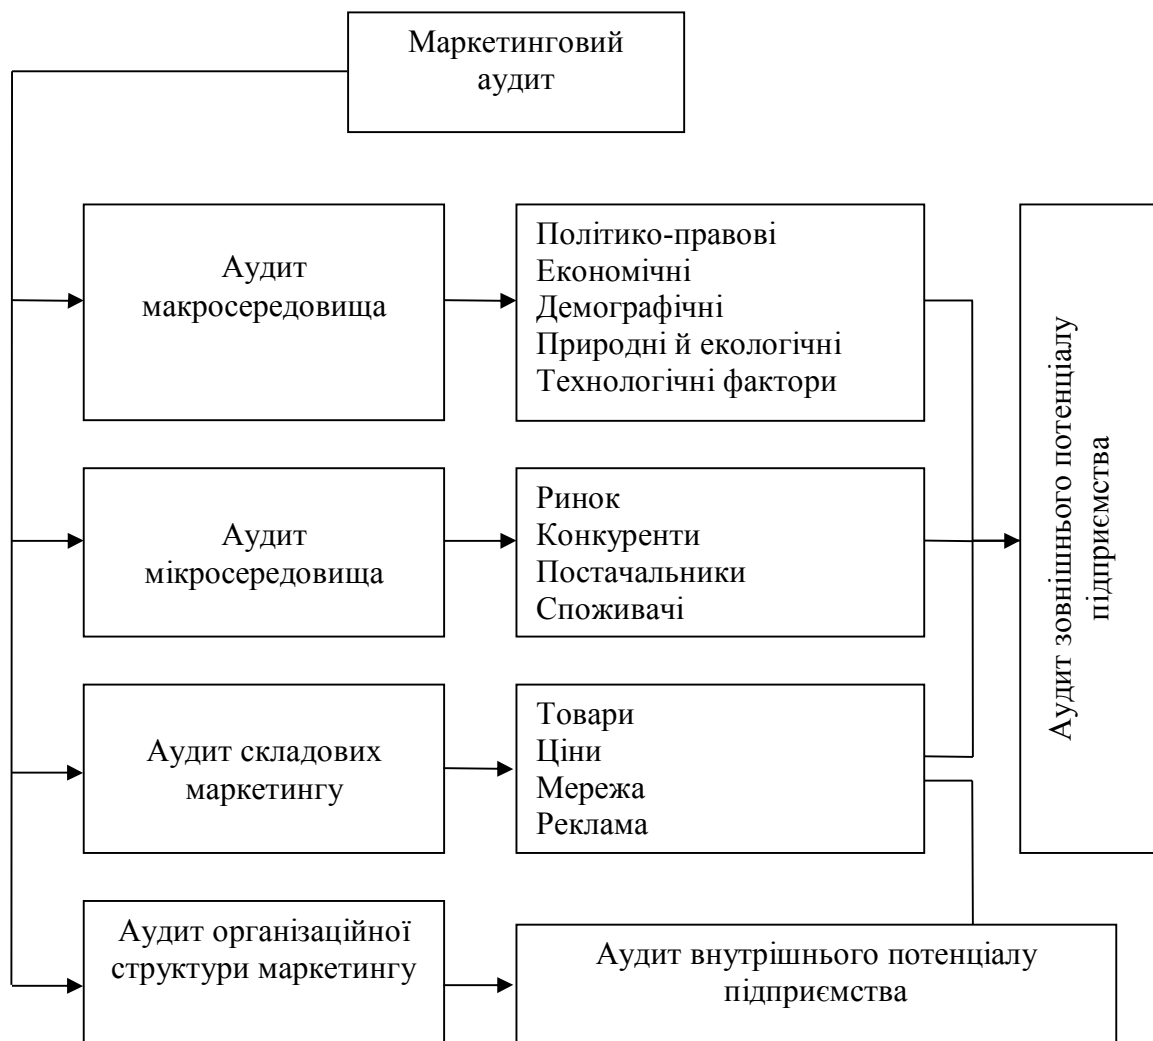 Маркетинговий
аудит
Аудит
макросередовища
Політико-правові
Економічні
Демографічні
Природні й екологічні
Технологічні фактори
Аудит
мікросередовища
Ринок
Конкуренти
Постачальники
Споживачі
Аудит складових
маркетингу
Товари
Ціни
Мережа
Реклама
Аудит зовнішнього потенціалу
підприємства
Аудит організаційної
структури маркетингу
Аудит внутрішнього потенціалу
підприємства